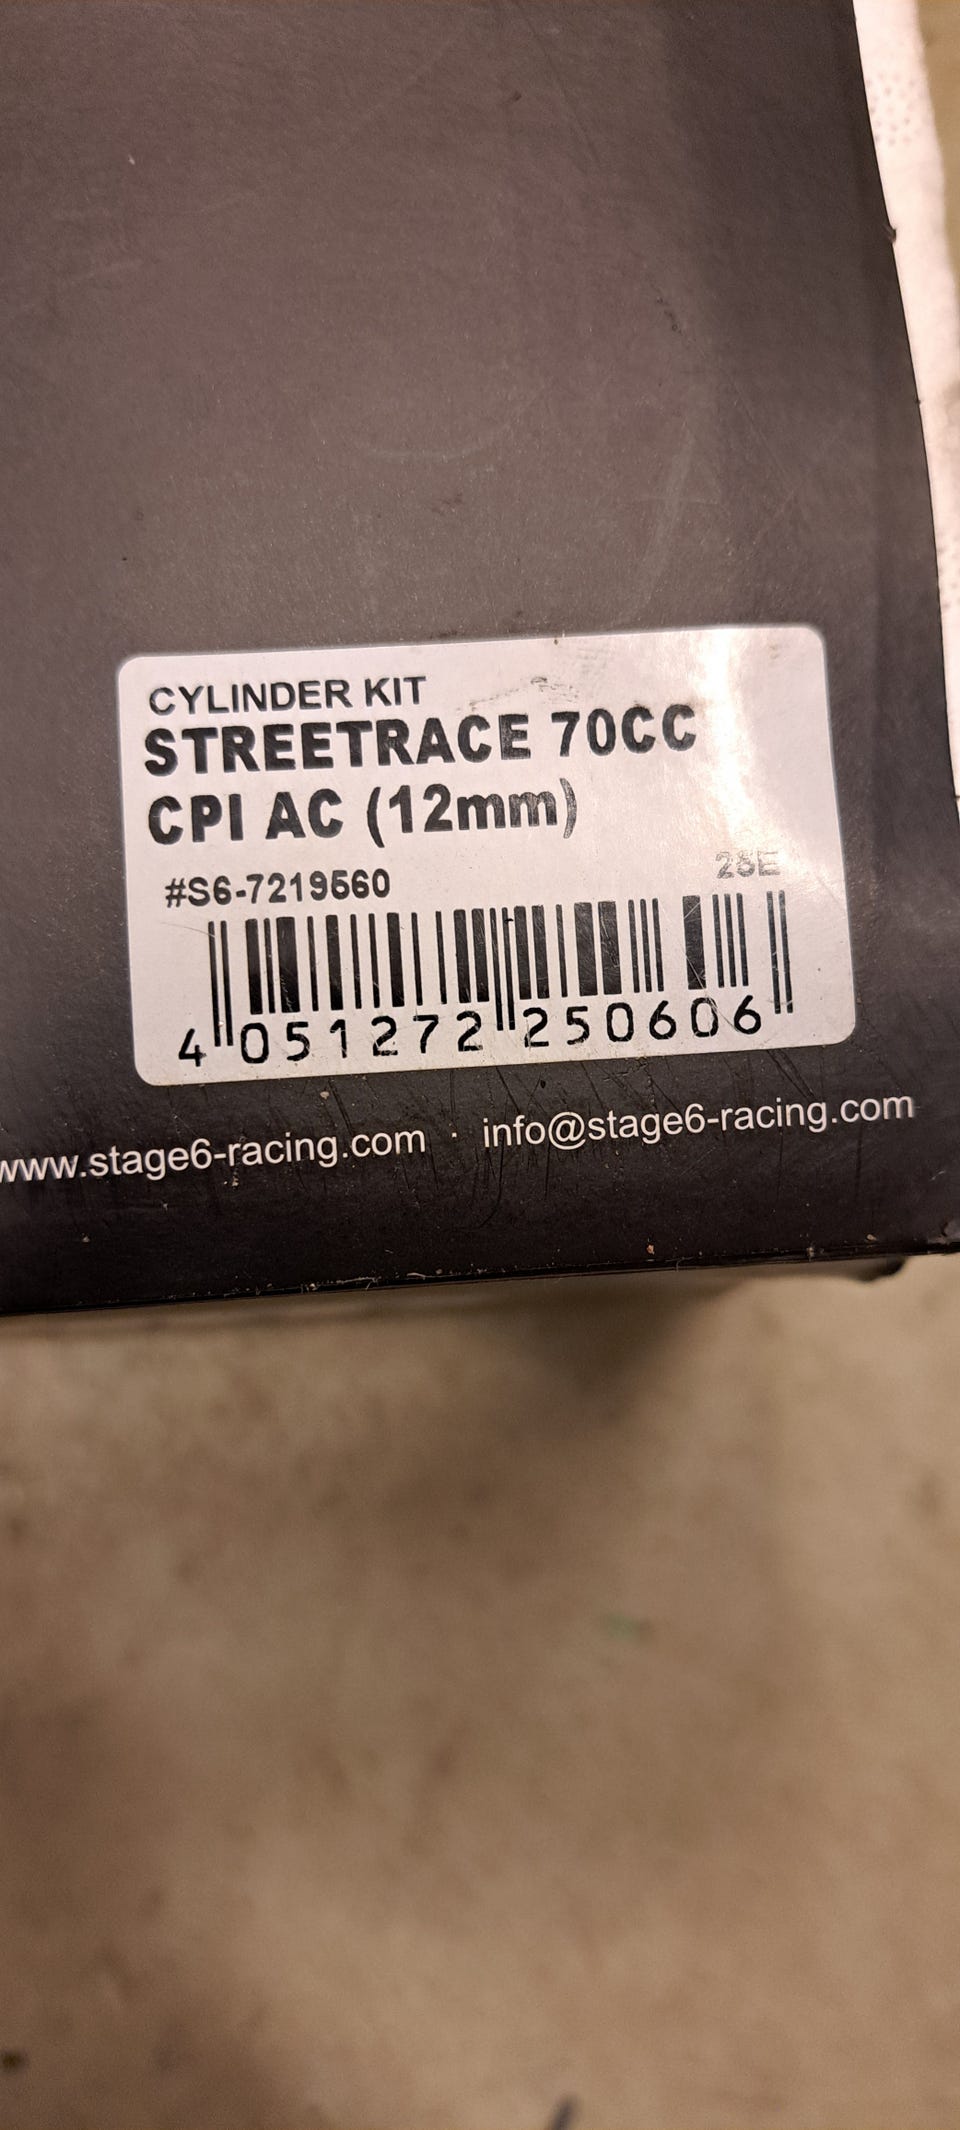 CYLINDER KIT
STREETRACE 70CC
CPI AC (12mm)
28E
#S6-7219560
4 051272 250606
www.stage6-racing.com · info@stage6-racing.com